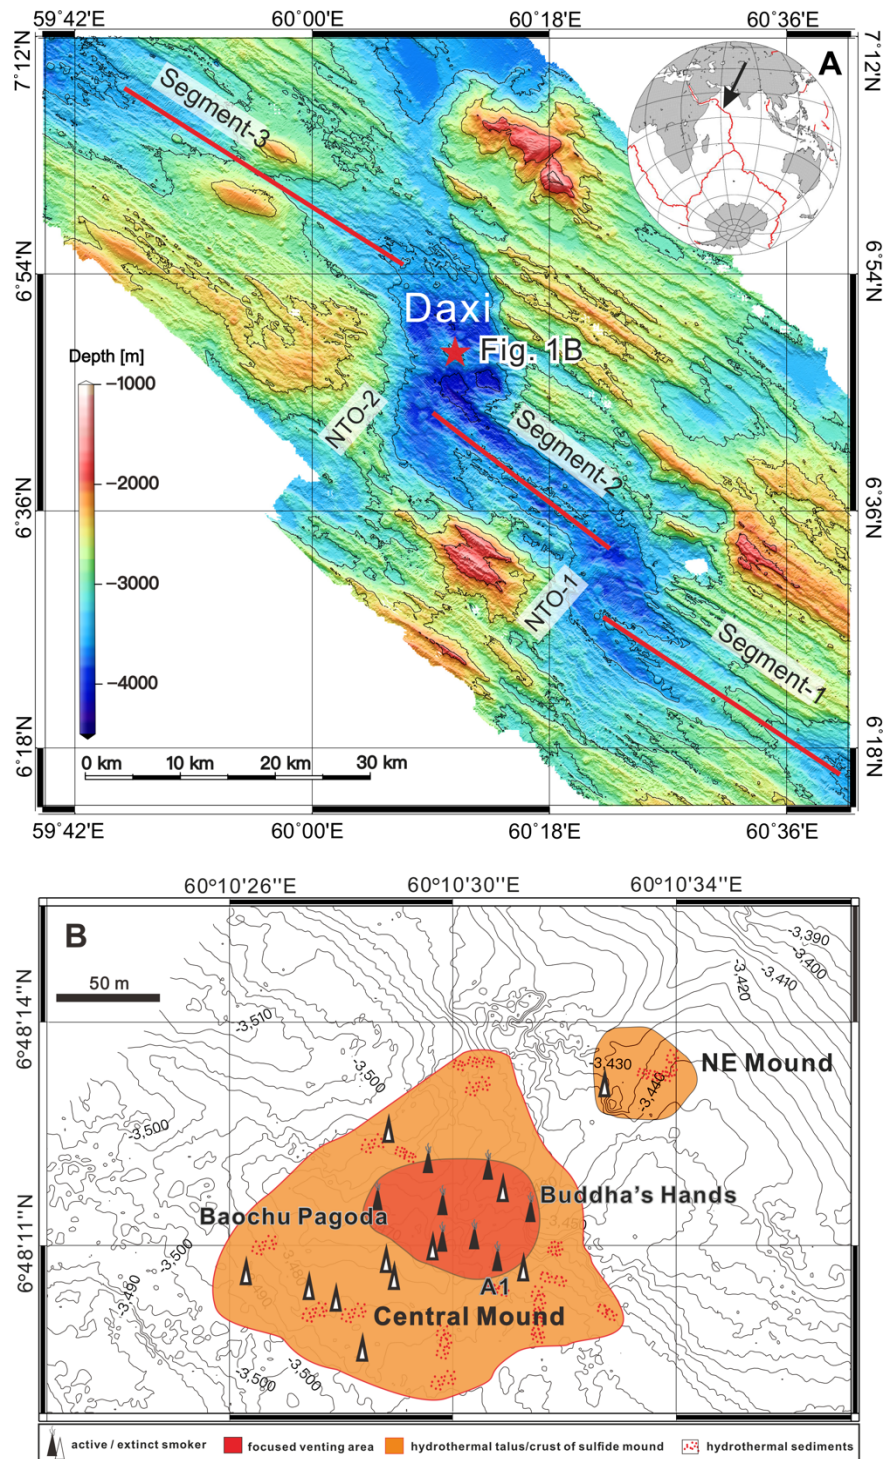 59˚42'E 60˚00'E 60˚18'E 60˚36'E
7˚12'N
7˚12'N
A
Segment-3
6˚54'N
6˚54'N
Daxi
Fig. 1B
Depth [m]
−1000
−2000
−3000
−4000
NTO-2
Segment-2
6˚36'N
6˚36'N
NTO-1
Segment-1
6˚18'N
6˚18'N
0 km 10 km 20 km 30 km
59˚42'E 60˚00'E 60˚18'E 60˚36'E
60°10'26''E 60°10'30''E 60°10'34''E
B
50 m
-3,390
-3,400
-3,410
-3,420
6°48'14''N
-3,510
-3,500
-3,430
-3,440
NE Mound
-3,500
Buddha's Hands
Baochu Pagoda
-3,450
6°48'11''N
-3,500
-3,490
A1
Central Mound
-3,500
-3,500
active / extinct smoker focused venting area hydrothermal talus/crust of sulfide mound hydrothermal sediments